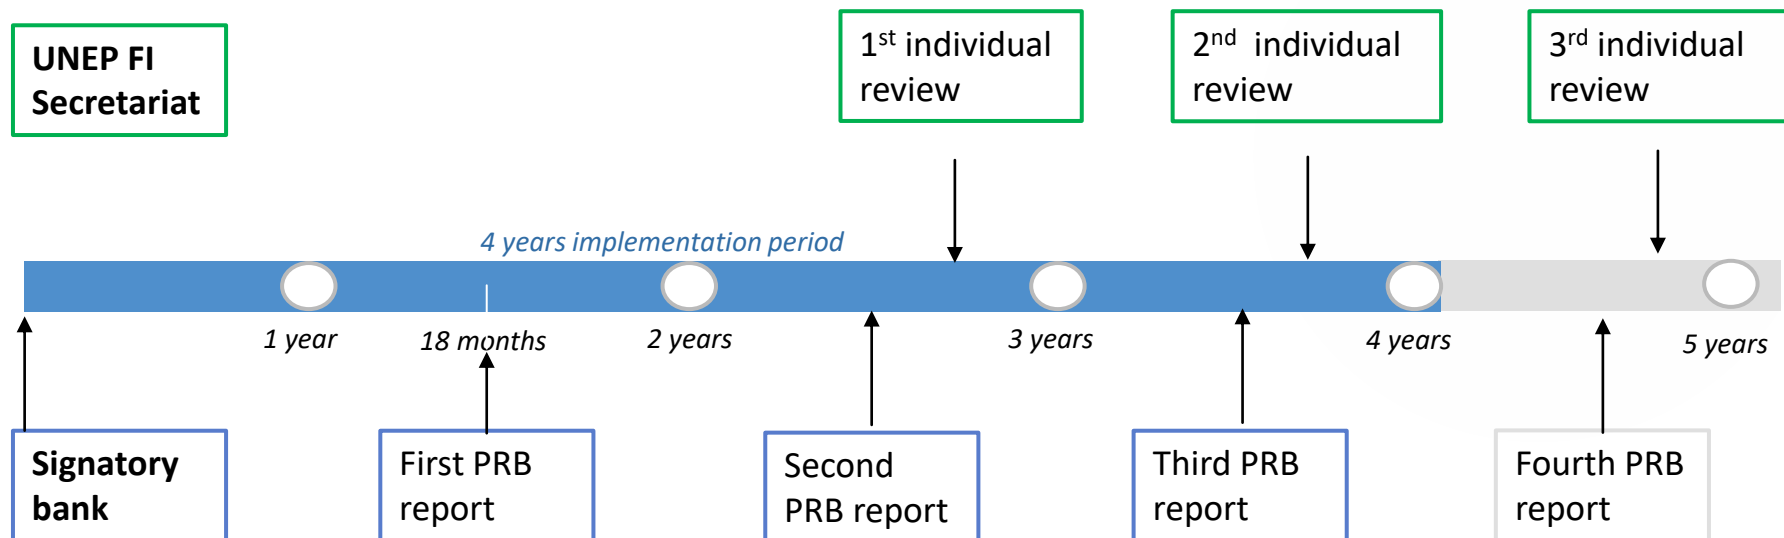 UNEP FI
Secretariat
1st individual
review
2nd individual
review
3rd individual
review
4 years implementation period
1 year
18 months
2 years
3 years
4 years
5 years
Signatory
bank
First PRB
report
Second
PRB report
Third PRB
report
Fourth PRB
report